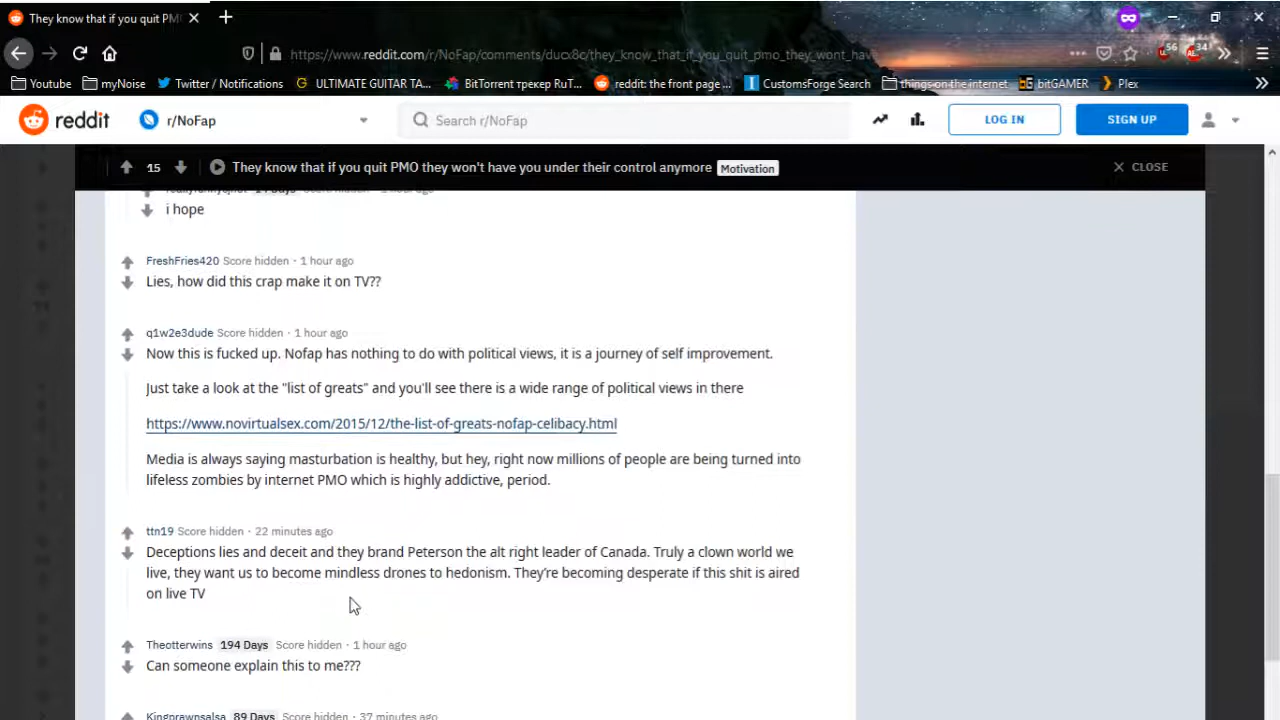 They know that if you quit PM
https://www.reddit.com/r/NoFap/comments/ducx8c/they_know_that_if_you_quit_pmo_they_wont_hav
56
34
Youtube
myNoise
Twitter / Notifications
ULTIMATE GUITAR TA...
BitTorrent трекер RuT...
reddit: the front page ...
CustomsForge Search
things on the internet
bitGAMER
Plex
reddit
r/NoFap
Search r/NoFap
LOG IN
SIGN UP
15
They know that if you quit PMO they won't have you under their control anymore
Motivation
CLOSE
i hope
FreshFries420 Score hidden · 1 hour ago
Lies, how did this crap make it on TV??
q1w2e3dude Score hidden · 1 hour ago
Now this is fucked up. Nofap has nothing to do with political views, it is a journey of self improvement.
Just take a look at the "list of greats" and you'll see there is a wide range of political views in there
https://www.novirtualsex.com/2015/12/the-list-of-greats-nofap-celibacy.html
Media is always saying masturbation is healthy, but hey, right now millions of people are being turned into
lifeless zombies by internet PMO which is highly addictive, period.
ttn19 Score hidden · 22 minutes ago
Deceptions lies and deceit and they brand Peterson the alt right leader of Canada. Truly a clown world we
live, they want us to become mindless drones to hedonism. They're becoming desperate if this shit is aired
on live TV
Theotterwins 194 Days Score hidden · 1 hour ago
Can someone explain this to me???
Kingprawnsalsa 89 Days Score hidden · 37 minutes ago